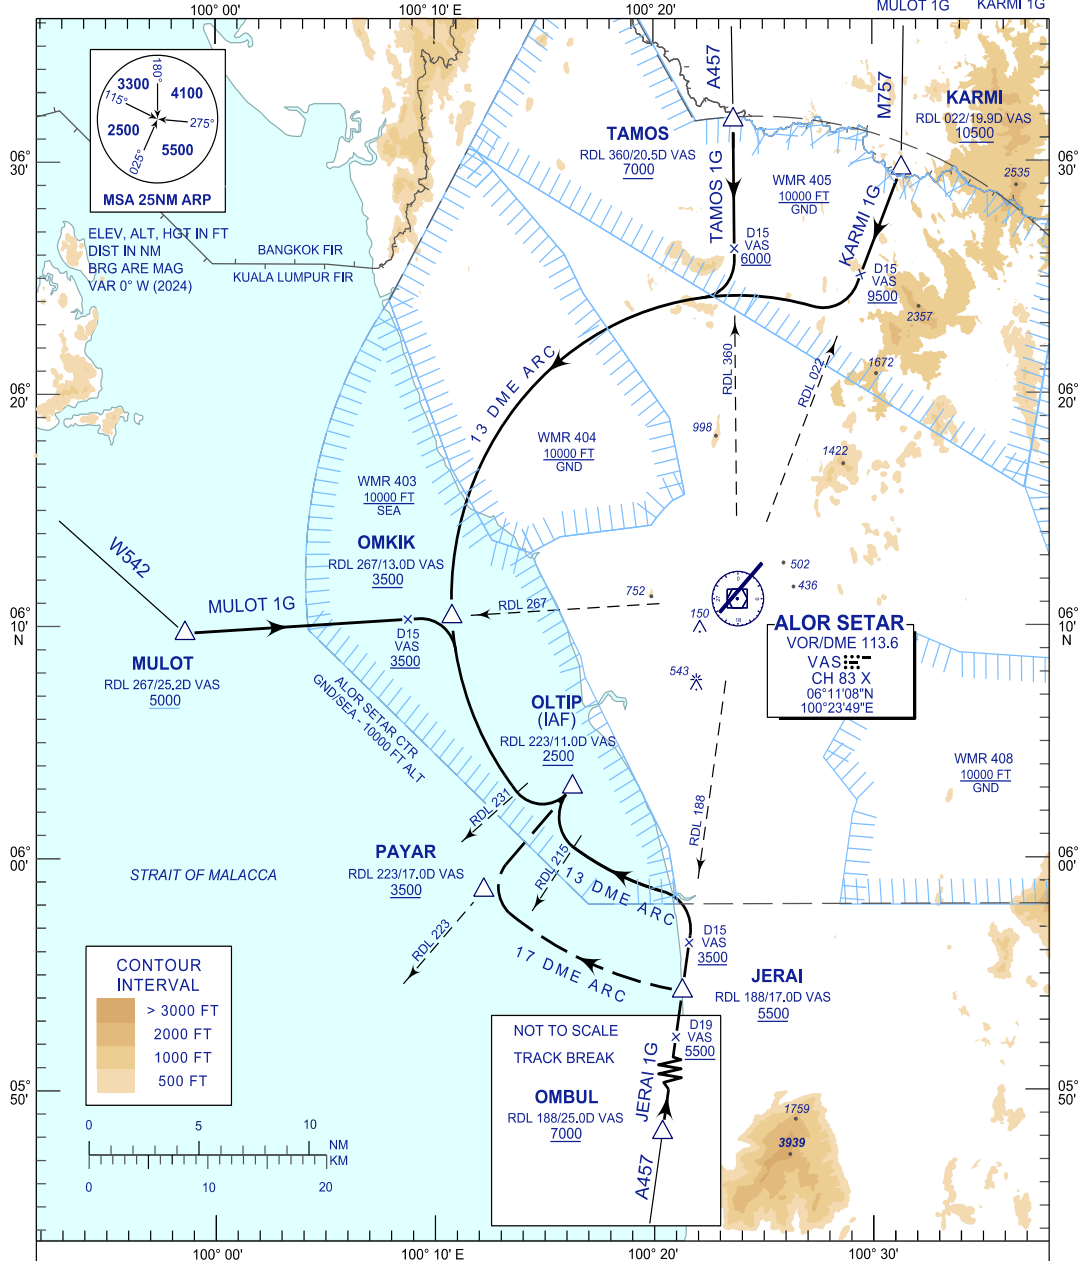 MULOT 1G
KARMI 1G
100° 00'
100° 10' E
100° 20'
3300
4100
2500
5500
180°
115°
275°
025°
MSA 25NM ARP
ELEV, ALT, HGT IN FT
DIST IN NM
BRG ARE MAG
VAR 0° W (2024)
BANGKOK FIR
KUALA LUMPUR FIR
A457
M757
TAMOS
RDL 360/20.5D VAS
7000
KARMI
RDL 022/19.9D VAS
10500
2535
06°
30'
06°
30'
WMR 405
10000 FT
GND
TAMOS 1G
KARMI 1G
D15
VAS
6000
D15
VAS
9500
2357
1672
RDL 360
RDL 022
13 DME ARC
06°
20'
06°
20'
998
1422
WMR 404
10000 FT
GND
WMR 403
10000 FT
SEA
OMKIK
RDL 267/13.0D VAS
3500
W542
MULOT 1G
D15
VAS
3500
RDL 267
752
502
436
150
543
06°
10'
N
06°
10'
N
MULOT
RDL 267/25.2D VAS
5000
ALOR SETAR CTR
GND/SEA - 10000 FT ALT
ALOR SETAR
VOR/DME 113.6
VAS
CH 83 X
06°11'08"N
100°23'49"E
OLTIP
(IAF)
RDL 223/11.0D VAS
2500
WMR 408
10000 FT
GND
RDL 231
RDL 188
RDL 215
06°
00'
06°
00'
PAYAR
RDL 223/17.0D VAS
3500
STRAIT OF MALACCA
RDL 223
13 DME ARC
17 DME ARC
D15
VAS
3500
JERAI
RDL 188/17.0D VAS
5500
CONTOUR
INTERVAL
> 3000 FT
2000 FT
1000 FT
500 FT
NOT TO SCALE
TRACK BREAK
D19
VAS
5500
OMBUL
RDL 188/25.0D VAS
7000
JERAI 1G
A457
05°
50'
05°
50'
1759
3939
0 5 10
NM
KM
0 10 20
100° 00'
100° 10' E
100° 20'
100° 30'